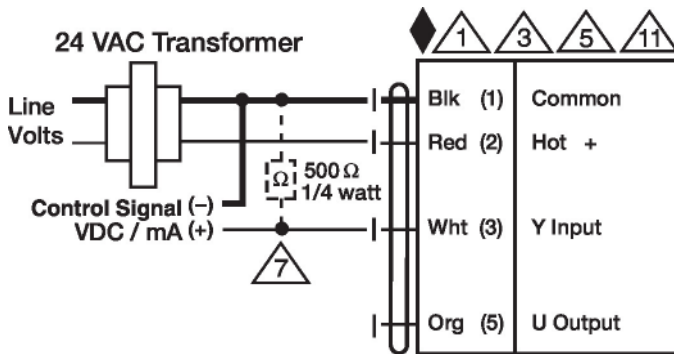 24 VAC Transformer
1 3 5 11
Line
Volts
Blk (1) Common
Red (2) Hot +
Ω 500 Ω
1/4 watt
Control Signal (–)
VDC / mA (+)
Wht (3) Y Input
7
Org (5) U Output